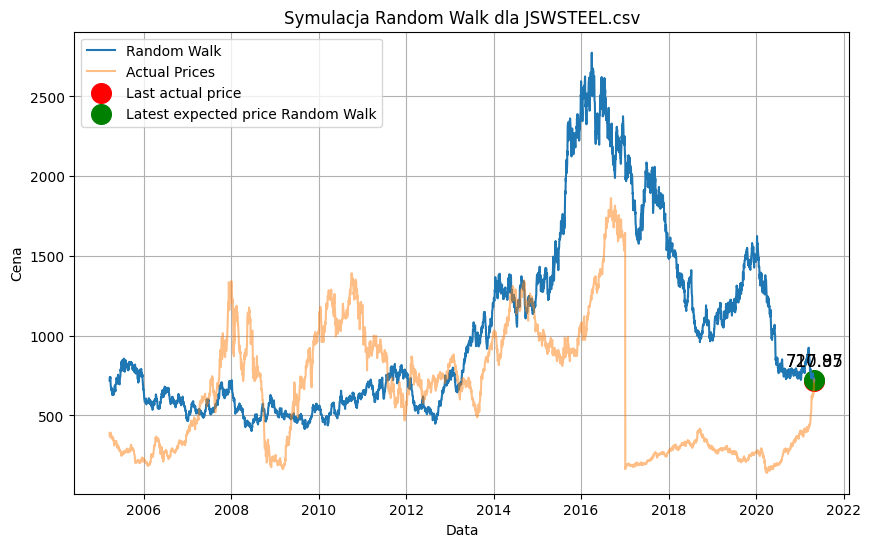 Symulacja Random Walk dla JSWSTEEL.csv
Random Walk
Actual Prices
Last actual price
Latest expected price Random Walk
Cena
2500
2000
1500
1000
500
2006 2008 2010 2012 2014 2016 2018 2020 2022
Data